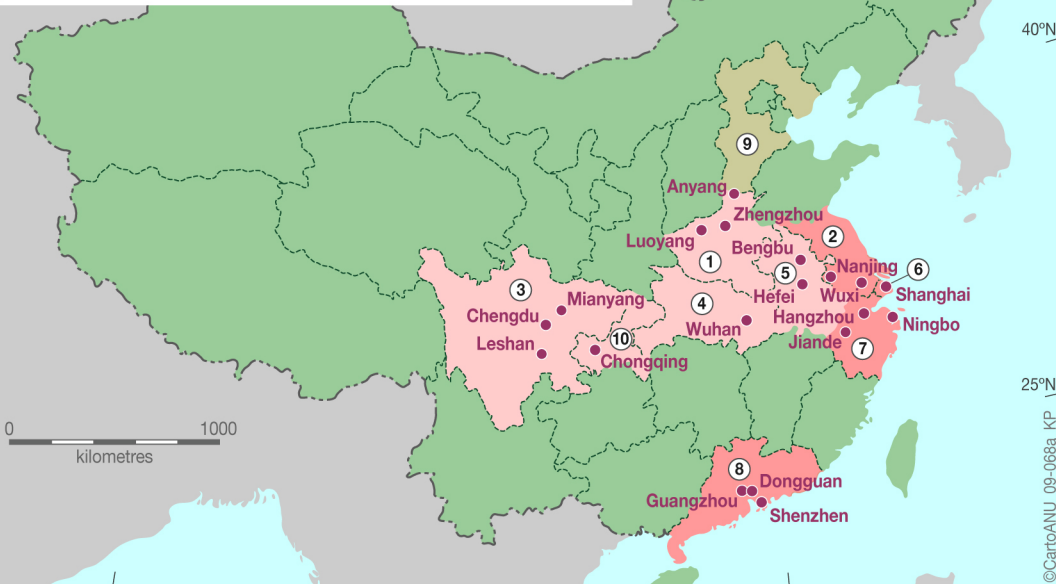 40ºN
9
Anyang
Zhengzhou
2
Luoyang
Bengbu
1
Nanjing
6
5
3
Mianyang
4
Hefei
Wuxi
Shanghai
Chengdu
Wuhan
Hangzhou
Ningbo
Leshan
10
Jiande
7
Chongqing
25ºN
0
1000
kilometres
8
Dongguan
Guangzhou
Shenzhen
©CartoANU 09-068a KP